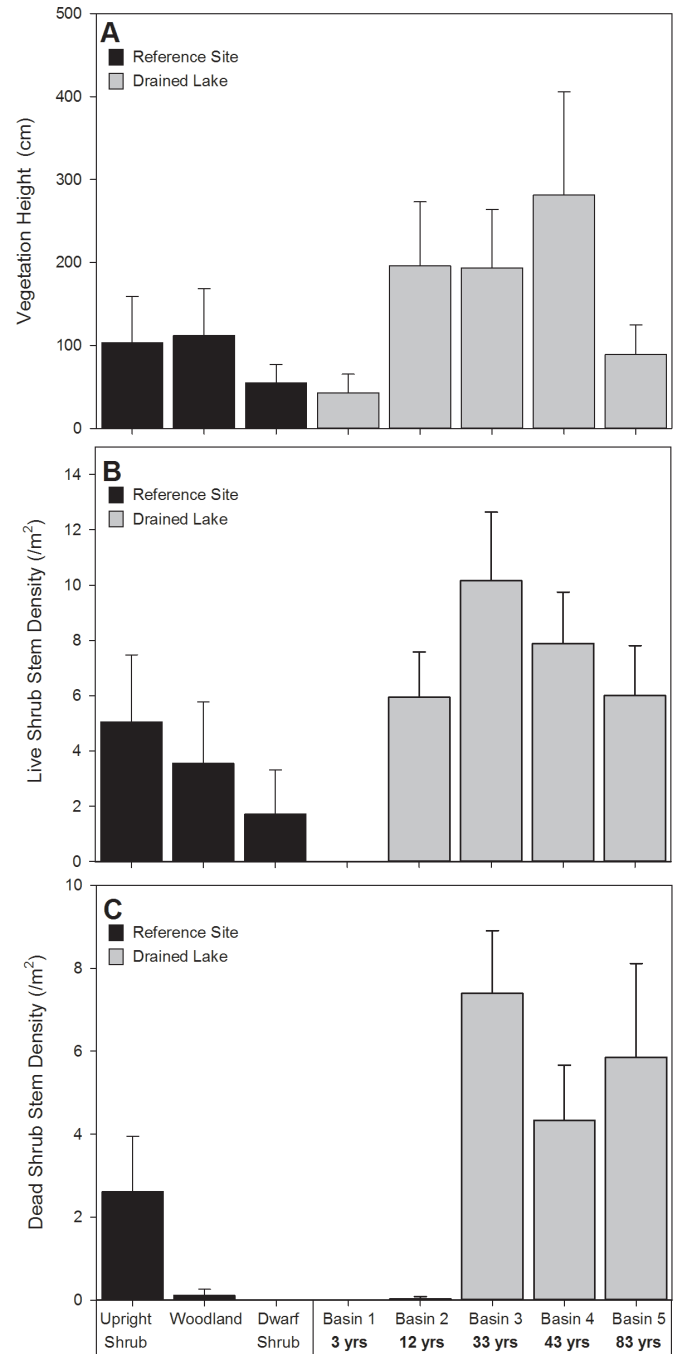 A
Reference Site
Drained Lake
Vegetation Height (cm)
500
400
300
200
100
0
B
Reference Site
Drained Lake
Live Shrub Stem Density (/m²)
14
12
10
8
6
4
2
0
C
Reference Site
Drained Lake
Dead Shrub Stem Density (/m²)
10
8
6
4
2
0
Upright Woodland Dwarf Basin 1 Basin 2 Basin 3 Basin 4 Basin 5
Shrub Shrub 3 yrs 12 yrs 33 yrs 43 yrs 83 yrs